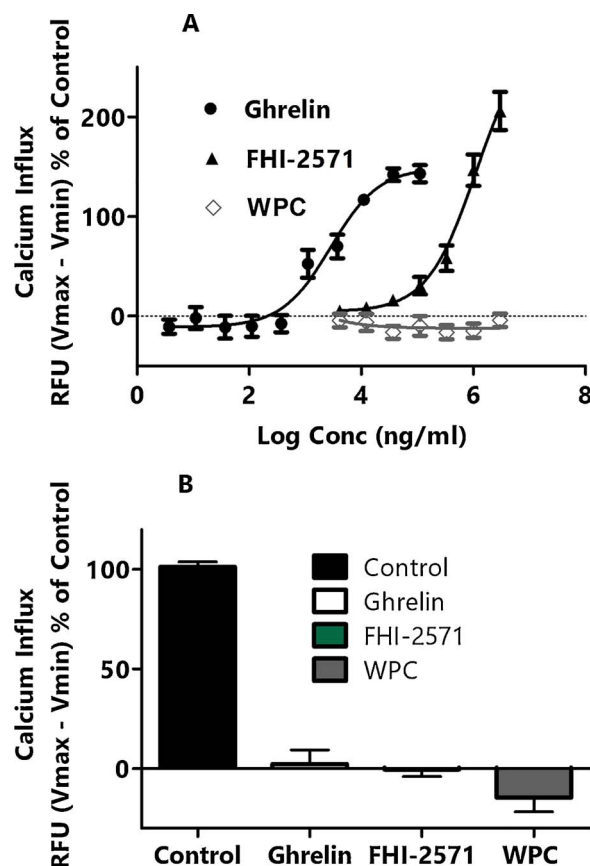 A
Calcium Influx
RFU (Vmax - Vmin) % of Control
200
100
0
Ghrelin
FHI-2571
WPC
0
2
4
6
8
Log Conc (ng/ml)
B
Calcium Influx
RFU (Vmax - Vmin) % of Control
100
50
0
Control
Ghrelin
FHI-2571
WPC
Control
Ghrelin
FHI-2571
WPC